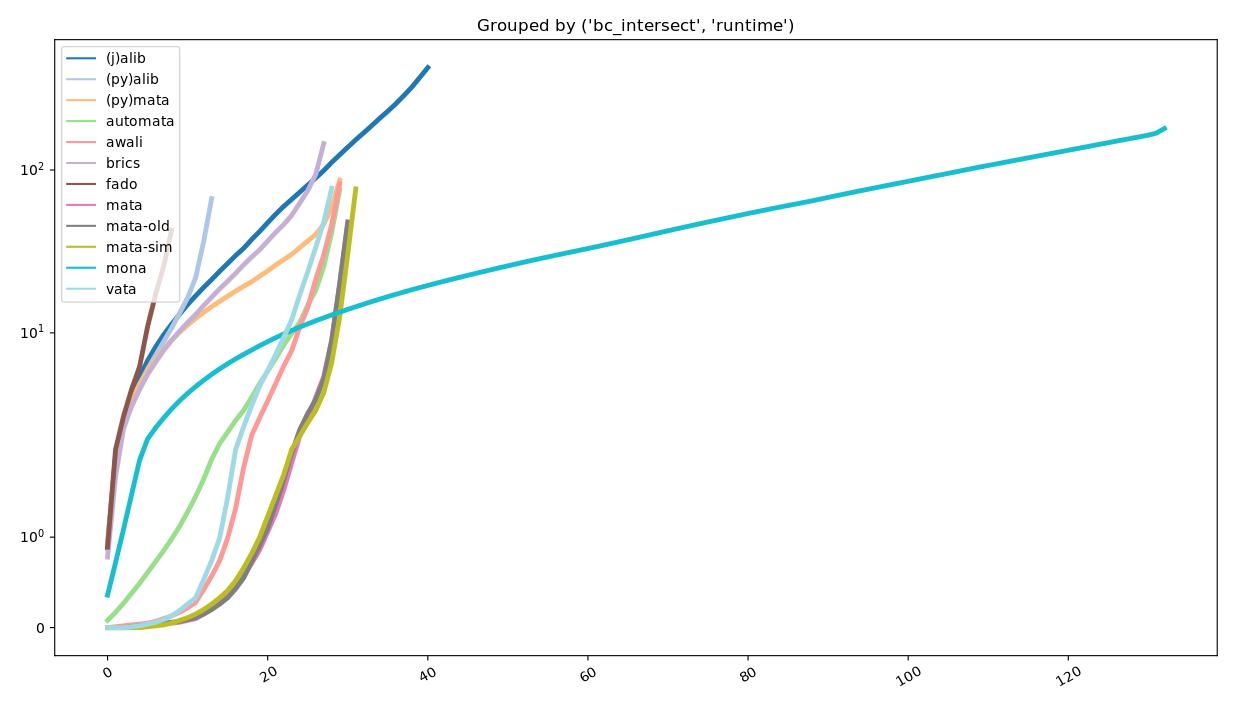 Grouped by ('bc_intersect', 'runtime')
(j)alib
(py)alib
(py)mata
automata
awali
brics
fado
mata
mata-old
mata-sim
mona
vata
10²
10¹
10⁰
0
0
20
40
60
80
100
120